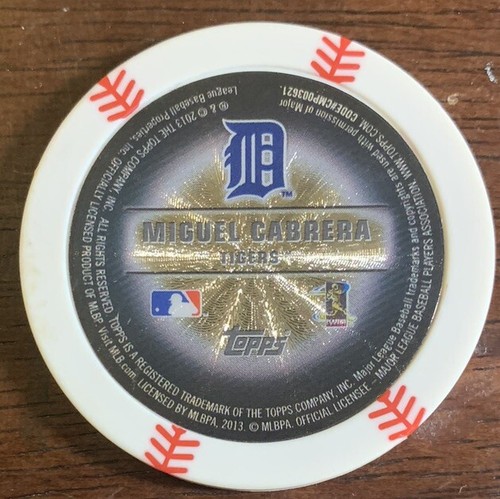 D
TM
MIGUEL CABRERA
TIGERS
Topps
® & © 2013 THE TOPPS COMPANY, INC. ALL RIGHTS RESERVED. TOPPS IS A REGISTERED TRADEMARK OF THE TOPPS COMPANY, INC. Major League Baseball trademarks and copyrights are used with permission of Major
League Baseball Properties, Inc. OFFICIALLY LICENSED PRODUCT OF MLBP. Visit MLB.com. LICENSED BY MLBPA, 2013. © MLBPA. OFFICIAL LICENSEE - MAJOR LEAGUE BASEBALL PLAYERS ASSOCIATION. WWW.TOPPS.COM. CODE#CMP003621.